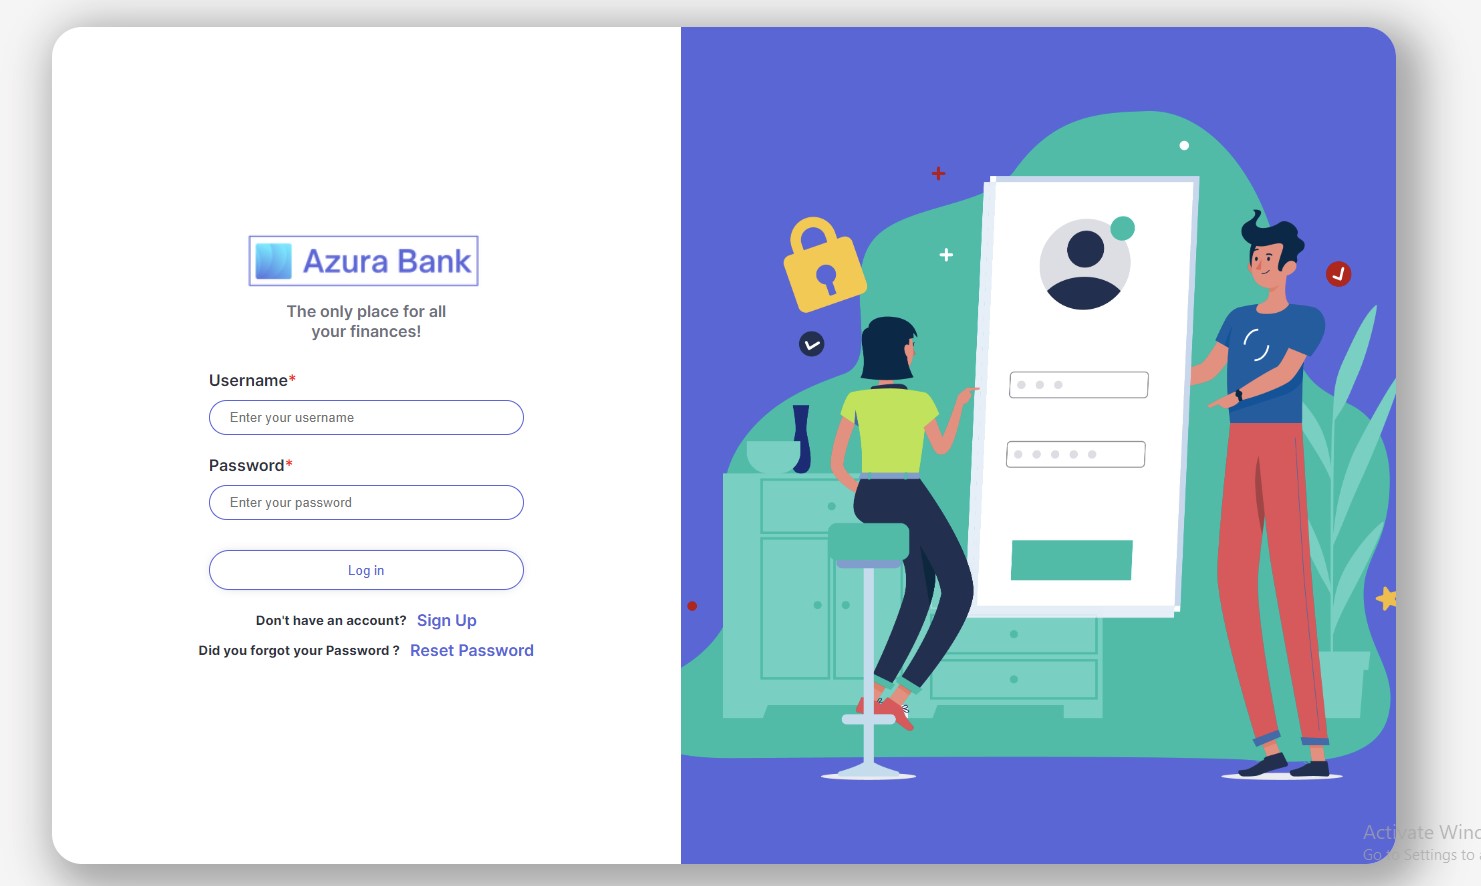 Azura Bank
The only place for all
your finances!
Username*
Enter your username
Password*
Enter your password
Log in
Don't have an account? Sign Up
Did you forgot your Password ? Reset Password
Activate Wind
Go to Settings to a